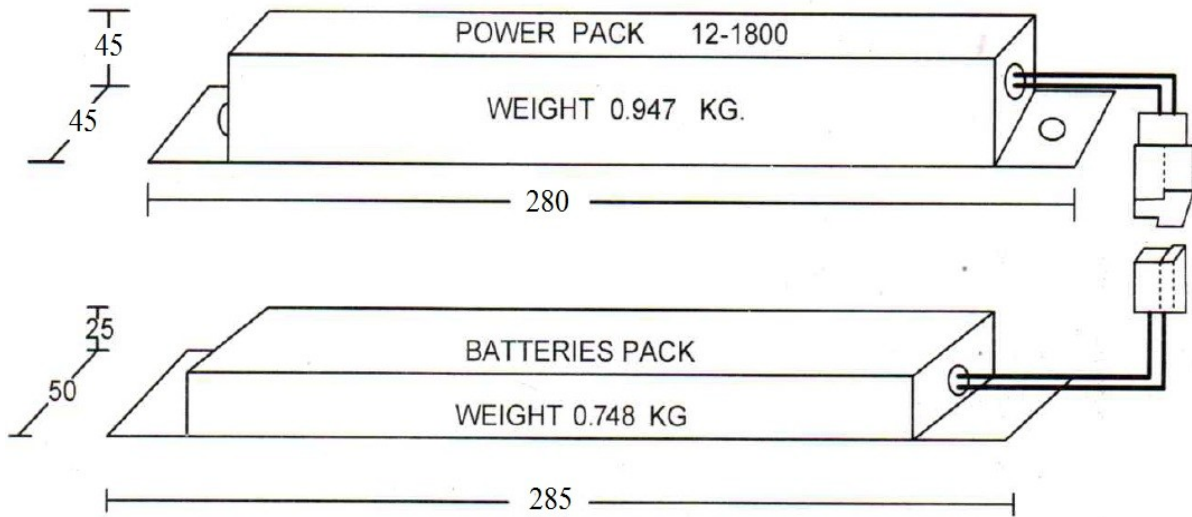 45
POWER PACK 12-1800
45
WEIGHT 0.947 KG.
280
25
BATTERIES PACK
50
WEIGHT 0.748 KG
285